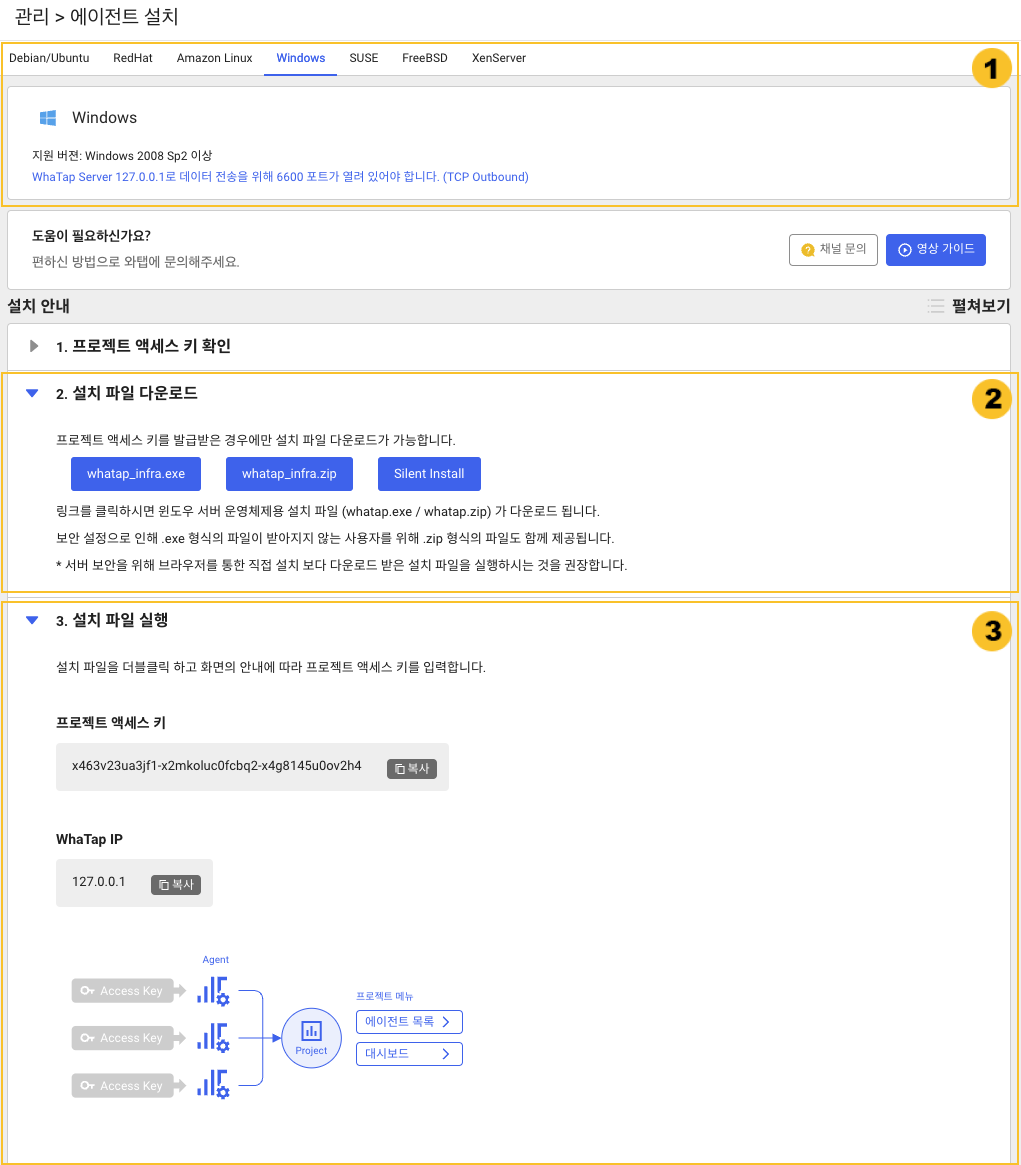 관리 > 에이전트 설치
Debian/Ubuntu RedHat Amazon Linux Windows SUSE FreeBSD XenServer
1
Windows
지원 버젼: Windows 2008 Sp2 이상
WhaTap Server 127.0.0.1로 데이터 전송을 위해 6600 포트가 열려 있어야 합니다. (TCP Outbound)
도움이 필요하신가요?
편하신 방법으로 와탭에 문의해주세요.
채널 문의 영상 가이드
설치 안내 펼쳐보기
1. 프로젝트 액세스 키 확인
2. 설치 파일 다운로드
2
프로젝트 액세스 키를 발급받은 경우에만 설치 파일 다운로드가 가능합니다.
whatap_infra.exe whatap_infra.zip Silent Install
링크를 클릭하시면 윈도우 서버 운영체제용 설치 파일 (whatap.exe / whatap.zip) 가 다운로드 됩니다.
보안 설정으로 인해 .exe 형식의 파일이 받아지지 않는 사용자를 위해 .zip 형식의 파일도 함께 제공됩니다.
* 서버 보안을 위해 브라우저를 통한 직접 설치 보다 다운로드 받은 설치 파일을 실행하시는 것을 권장합니다.
3. 설치 파일 실행
3
설치 파일을 더블클릭 하고 화면의 안내에 따라 프로젝트 액세스 키를 입력합니다.
프로젝트 액세스 키
x463v23ua3jf1-x2mkoluc0fcbq2-x4g8145u0ov2h4 복사
WhaTap IP
127.0.0.1 복사
Agent
Access Key
Access Key
Access Key
Project
프로젝트 메뉴
에이전트 목록
대시보드